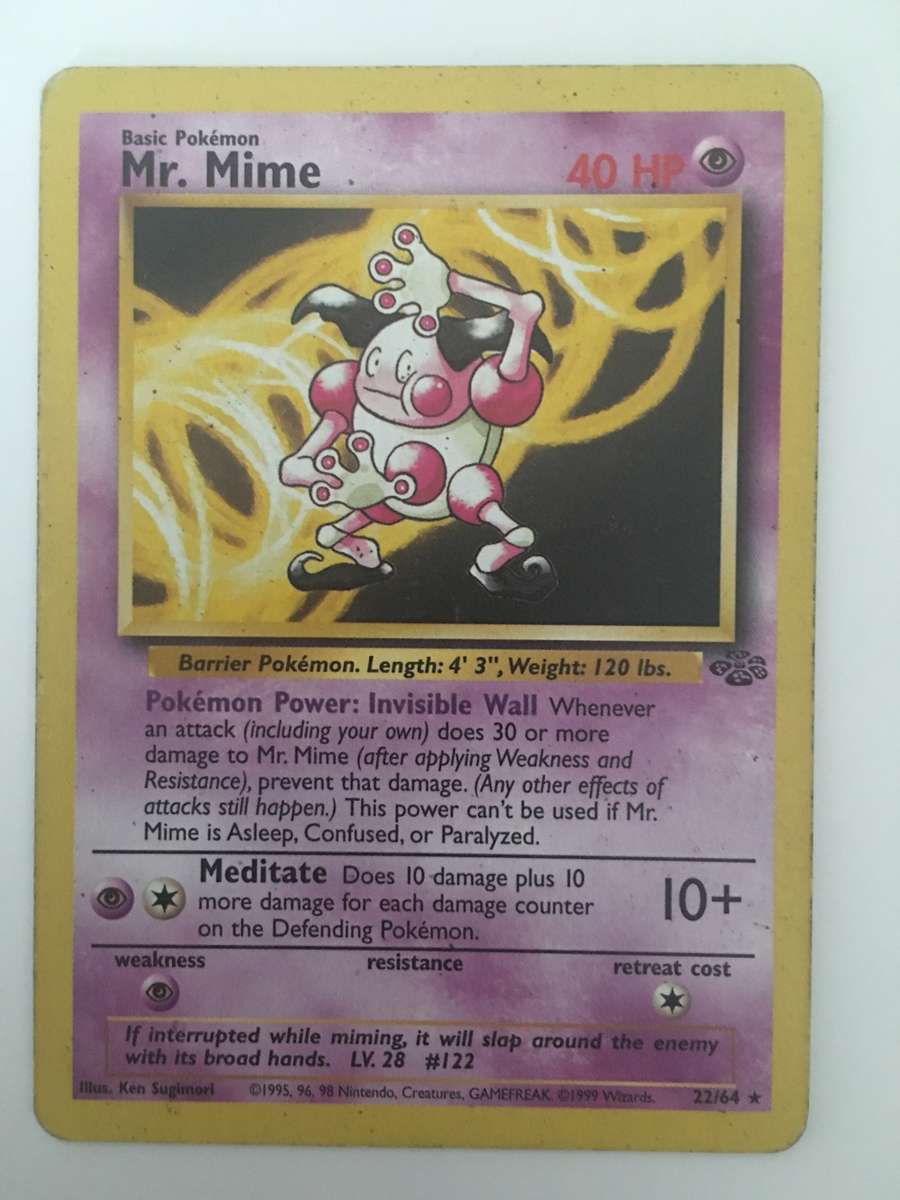 Basic Pokémon
Mr. Mime
40 HP
Barrier Pokémon. Length: 4' 3", Weight: 120 lbs.
Pokémon Power: Invisible Wall Whenever
an attack (including your own) does 30 or more
damage to Mr. Mime (after applying Weakness and
Resistance), prevent that damage. (Any other effects of
attacks still happen.) This power can't be used if Mr.
Mime is Asleep, Confused, or Paralyzed.
Meditate Does 10 damage plus 10
more damage for each damage counter
on the Defending Pokémon.
10+
weakness
resistance
retreat cost
If interrupted while miming, it will slap around the enemy
with its broad hands. LV. 28 #122
Illus. Ken Sugimori
©1995, 96, 98 Nintendo, Creatures, GAMEFREAK. ©1999 Wizards.
22/64 ★